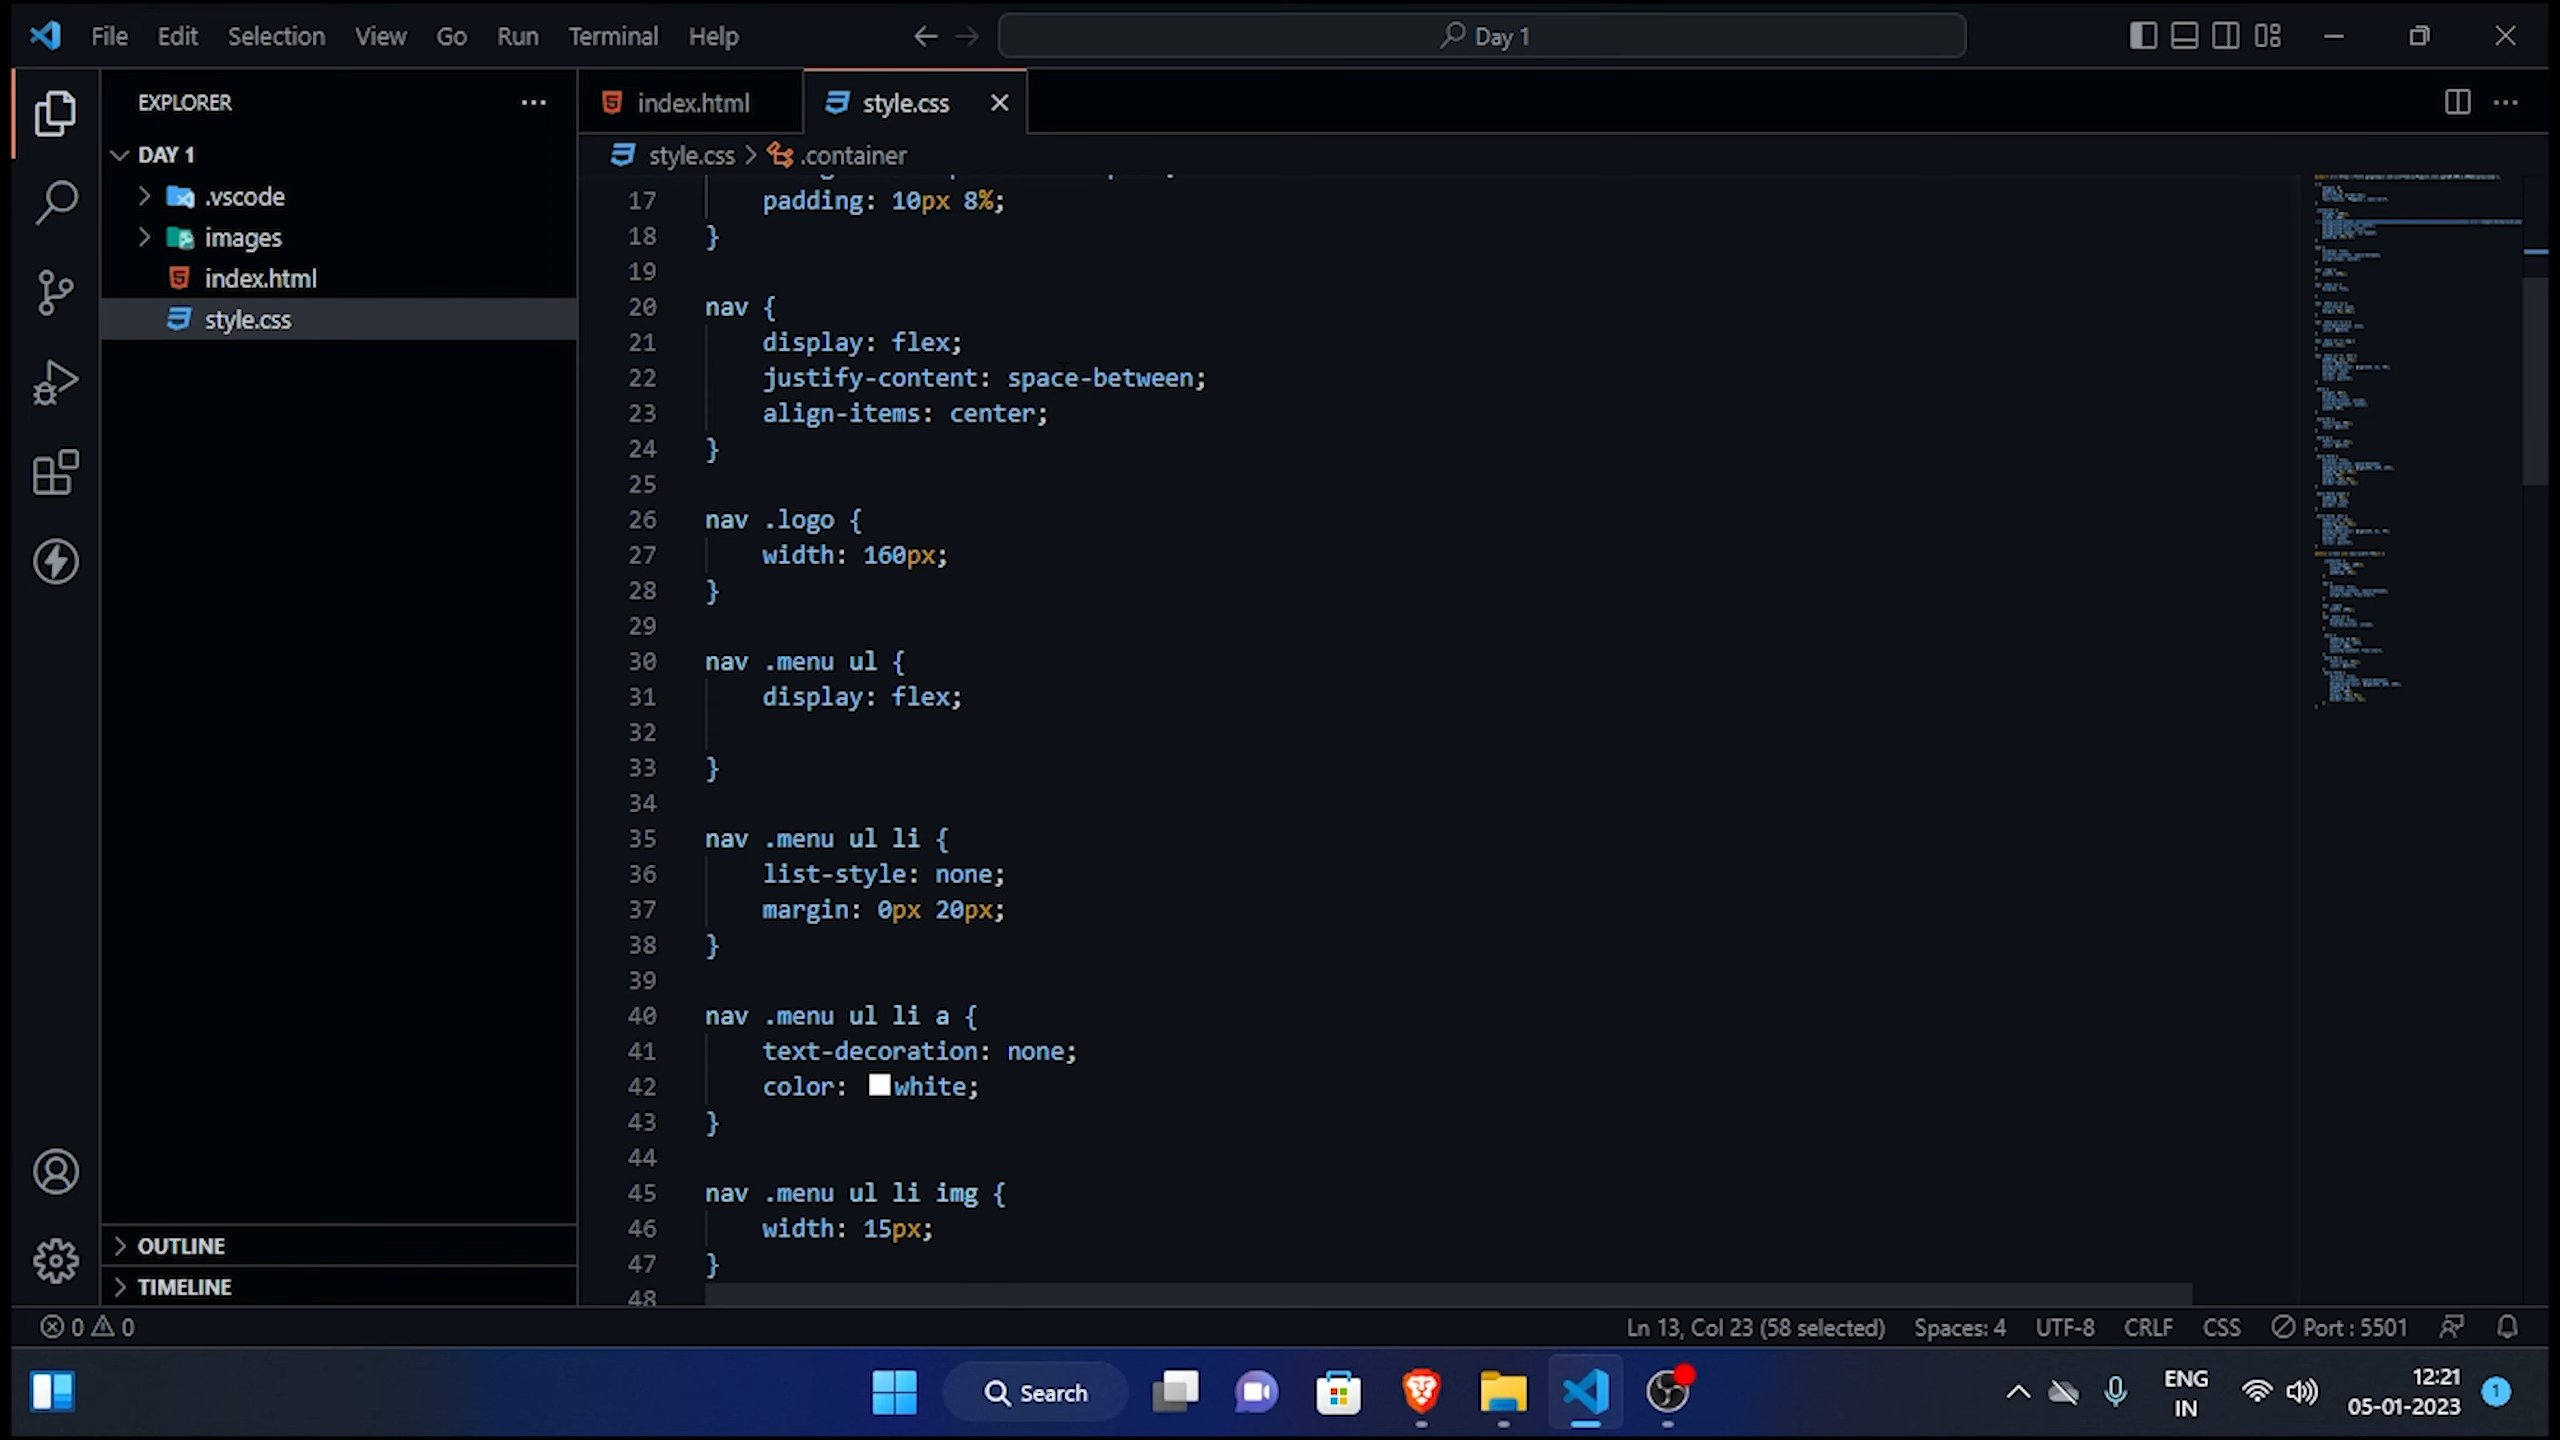 File Edit Selection View Go Run Terminal Help
Day 1
EXPLORER
index.html
style.css
DAY 1
style.css > .container
.vscode
images
index.html
style.css
17 padding: 10px 8%;
18 }
19
20 nav {
21 display: flex;
22 justify-content: space-between;
23 align-items: center;
24 }
25
26 nav .logo {
27 width: 160px;
28 }
29
30 nav .menu ul {
31 display: flex;
32
33 }
34
35 nav .menu ul li {
36 list-style: none;
37 margin: 0px 20px;
38 }
39
40 nav .menu ul li a {
41 text-decoration: none;
42 color: white;
43 }
44
45 nav .menu ul li img {
46 width: 15px;
47 }
48
OUTLINE
TIMELINE
0 0
Ln 13, Col 23 (58 selected) Spaces: 4 UTF-8 CRLF CSS Port : 5501
Search
ENG
IN
12:21
05-01-2023
1